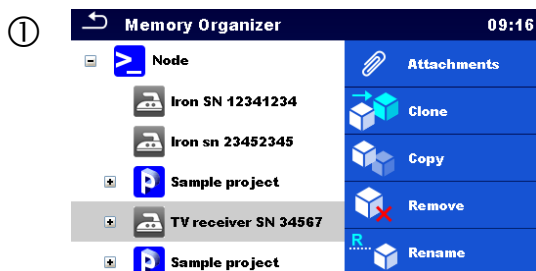 ①
Memory Organizer 09:16
Node
Iron SN 12341234
Iron sn 23452345
Sample project
TV receiver SN 34567
Sample project
Attachments
Clone
Copy
Remove
R
Rename